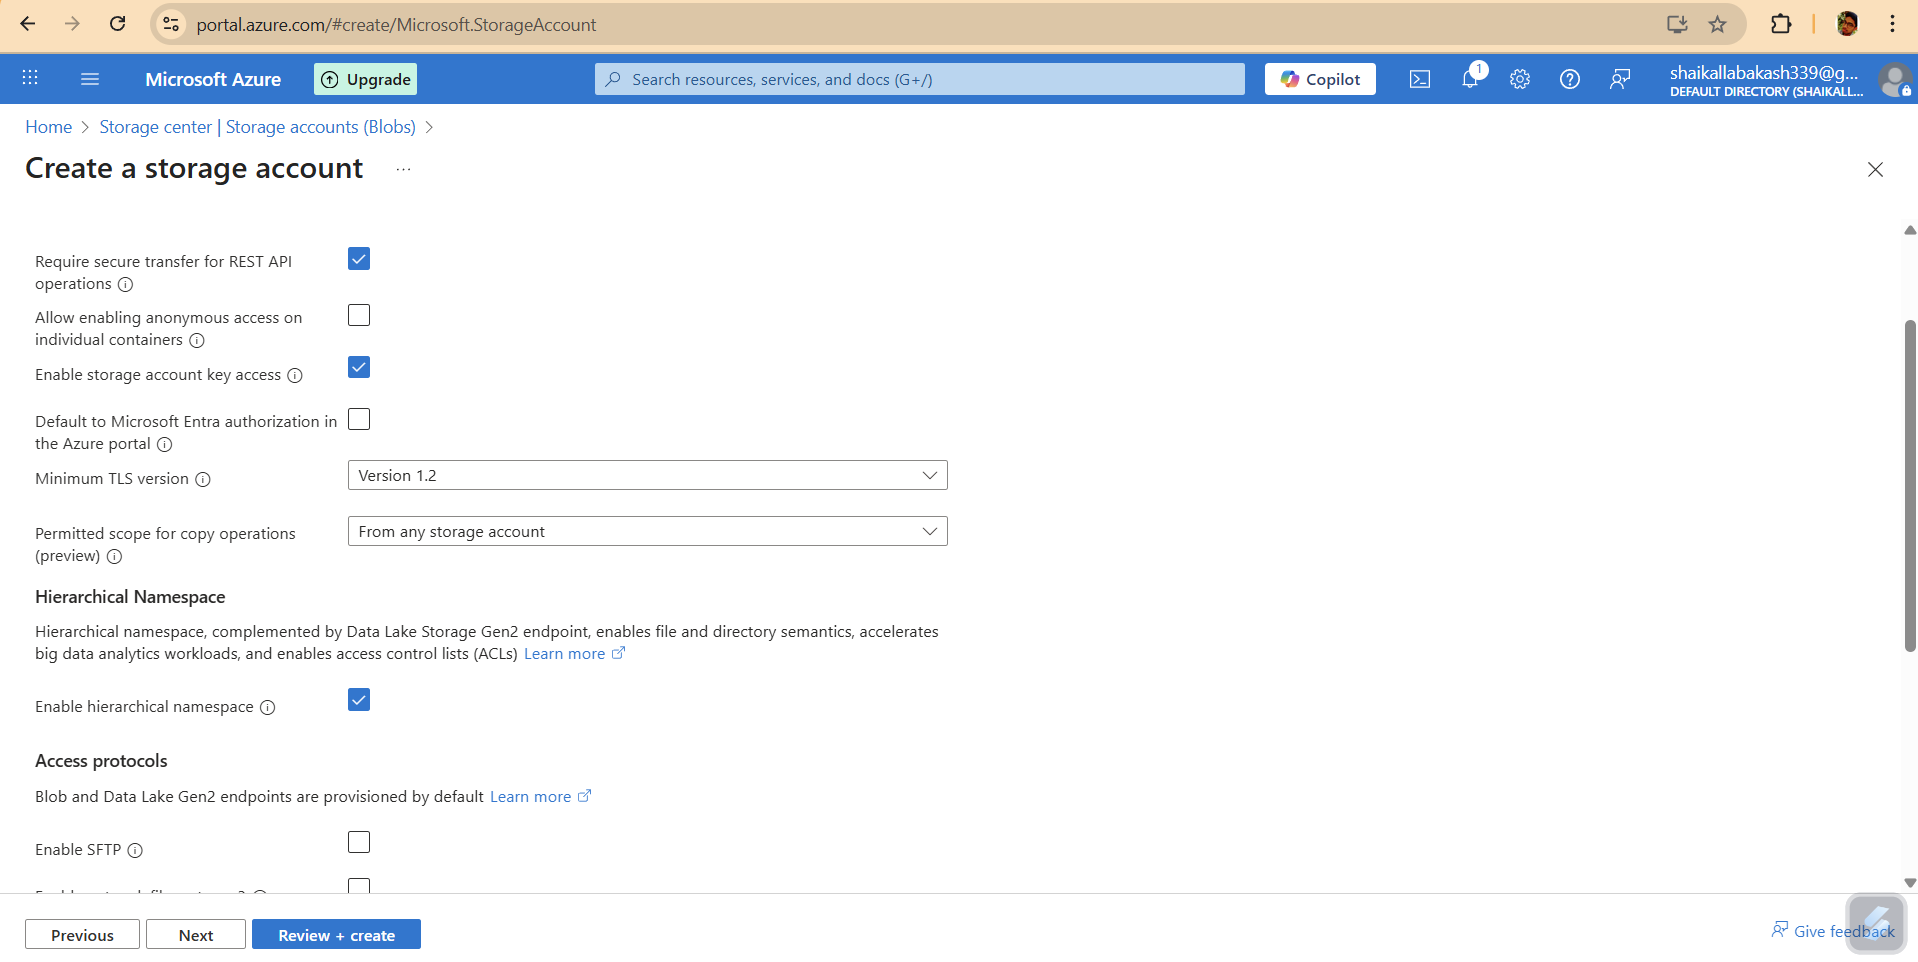 portal.azure.com/#create/Microsoft.StorageAccount
Microsoft Azure
Upgrade
Search resources, services, and docs (G+/)
Copilot
1
shaikallabakash339@g...
DEFAULT DIRECTORY (SHAIKALL...
Home > Storage center | Storage accounts (Blobs) >
Create a storage account ...
Require secure transfer for REST API
operations
Allow enabling anonymous access on
individual containers
Enable storage account key access
Default to Microsoft Entra authorization in
the Azure portal
Minimum TLS version
Version 1.2
Permitted scope for copy operations
(preview)
From any storage account
Hierarchical Namespace
Hierarchical namespace, complemented by Data Lake Storage Gen2 endpoint, enables file and directory semantics, accelerates
big data analytics workloads, and enables access control lists (ACLs) Learn more
Enable hierarchical namespace
Access protocols
Blob and Data Lake Gen2 endpoints are provisioned by default Learn more
Enable SFTP
Previous
Next
Review + create
Give feedback